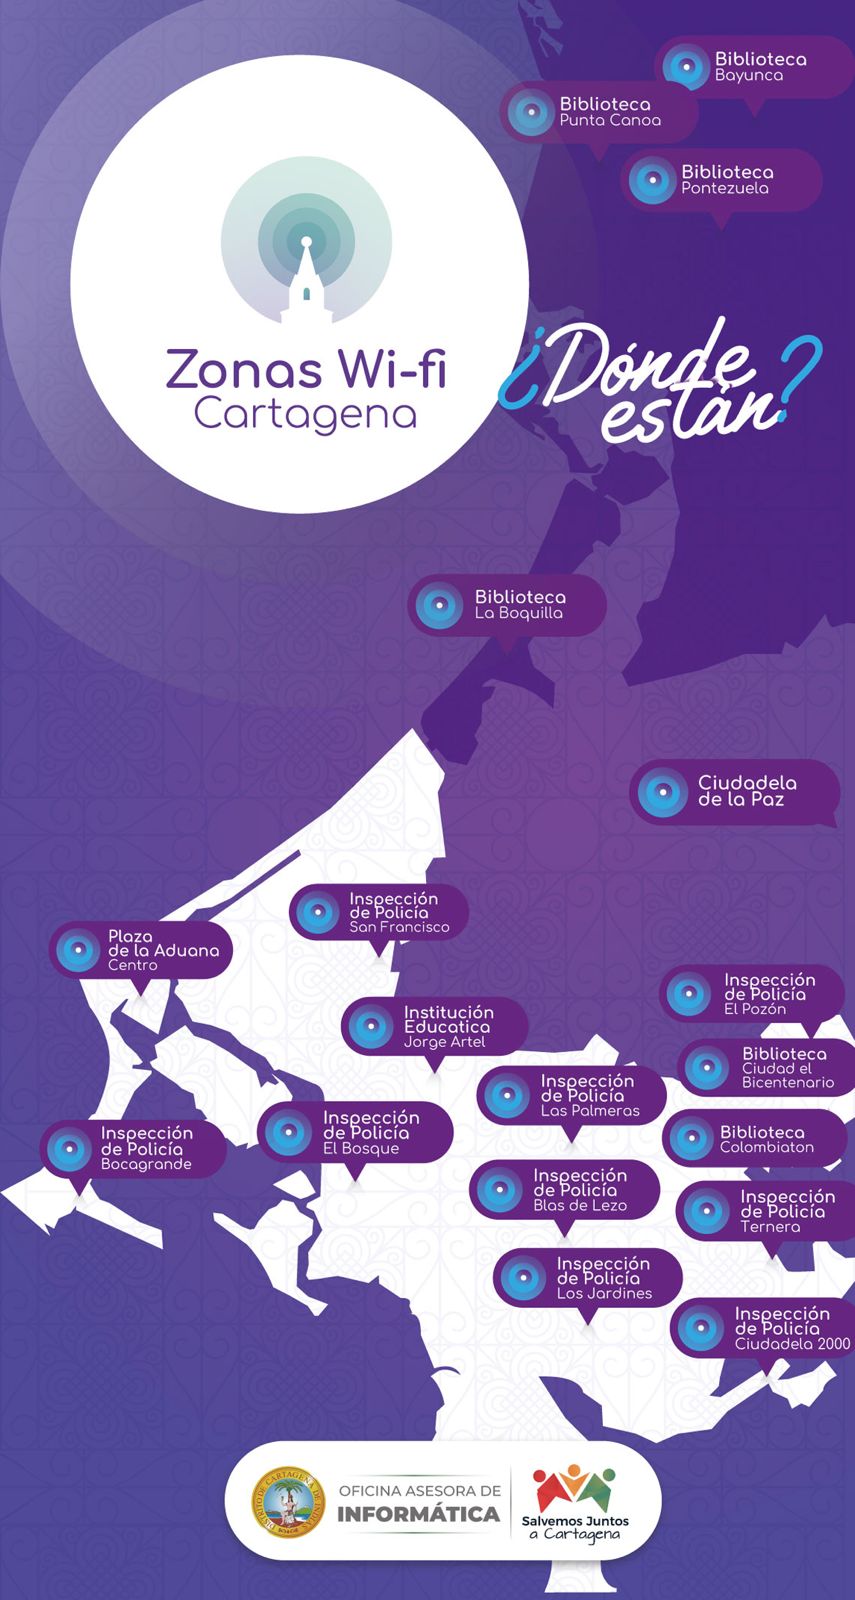 Biblioteca
Bayunca
Biblioteca
Punta Canoa
Biblioteca
Pontezuela
Zonas Wi-fi
Cartagena
¿Dónde
están?
Biblioteca
La Boquilla
Ciudadela
de la Paz
Inspección
de Policía
San Francisco
Plaza
de la Aduana
Centro
Inspección
de Policía
El Pozón
Institución
Educatica
Jorge Artel
Biblioteca
Ciudad el
Bicentenario
Inspección
de Policía
Las Palmeras
Inspección
de Policía
El Bosque
Inspección
de Policía
Bocagrande
Biblioteca
Colombiaton
Inspección
de Policía
Blas de Lezo
Inspección
de Policía
Ternera
Inspección
de Policía
Los Jardines
Inspección
de Policía
Ciudadela 2000
DISTRITO DE CARTAGENA DE INDIAS
OFICINA ASESORA DE
INFORMÁTICA
Salvemos Juntos
a Cartagena